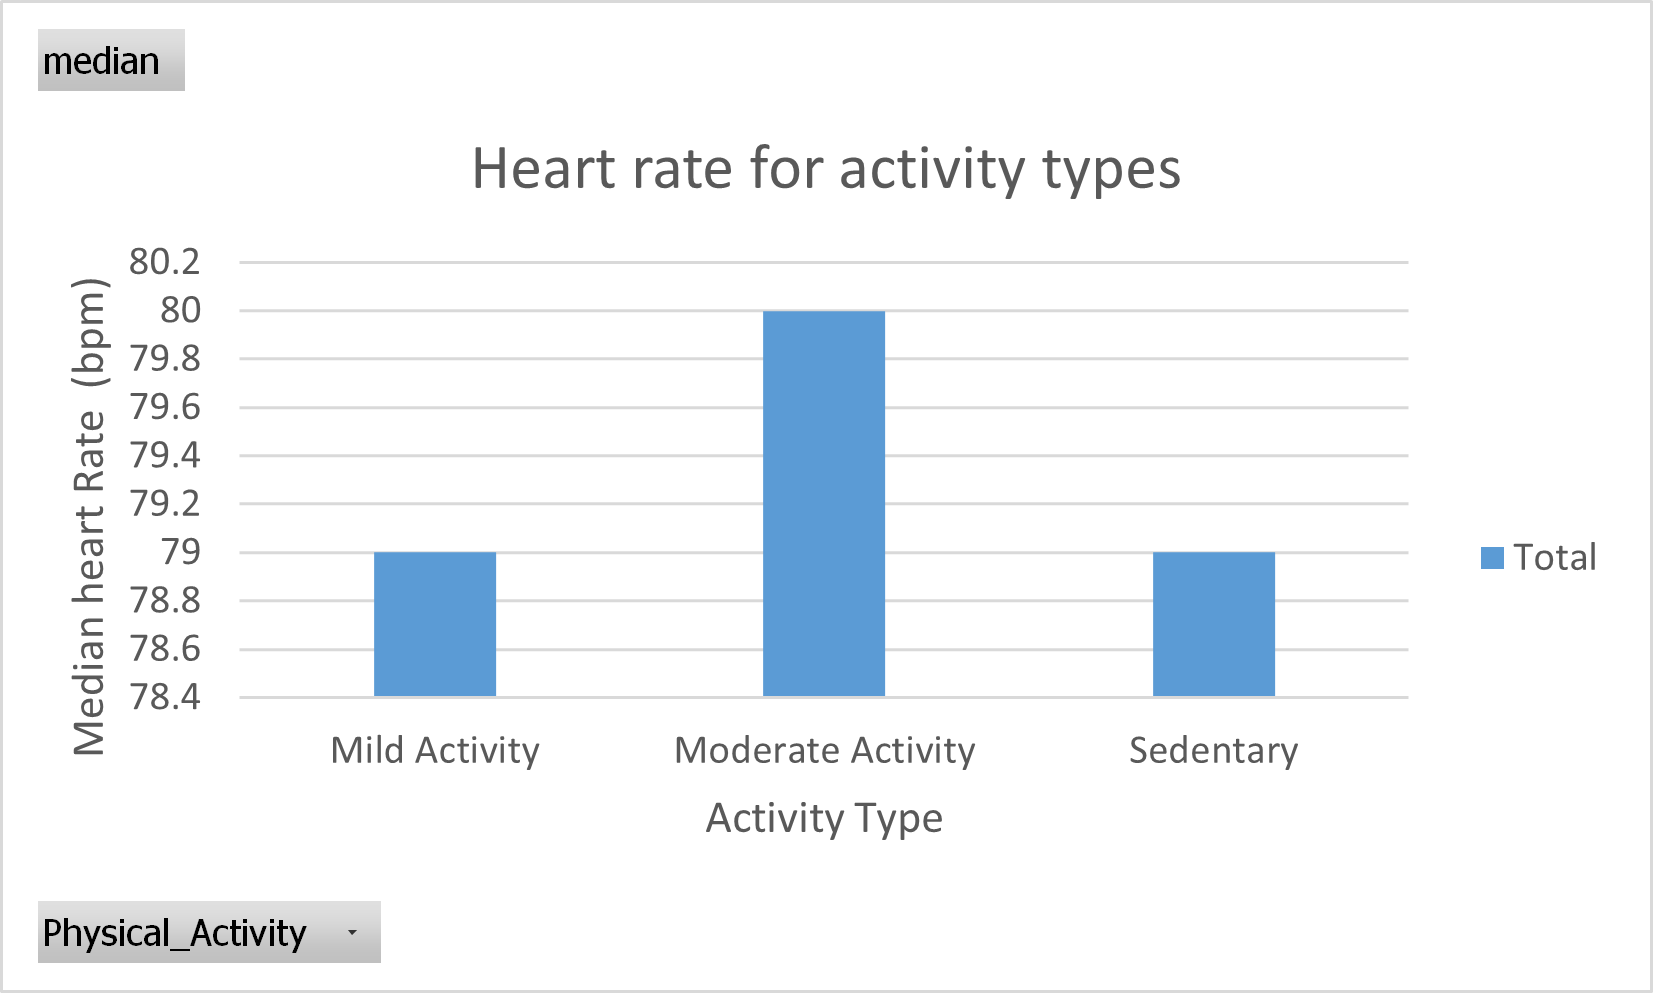 median
Heart rate for activity types
Median heart Rate  (bpm)
80.2
80
79.8
79.6
79.4
79.2
79
78.8
78.6
78.4
Mild Activity
Moderate Activity
Sedentary
Activity Type
Total
Physical_Activity